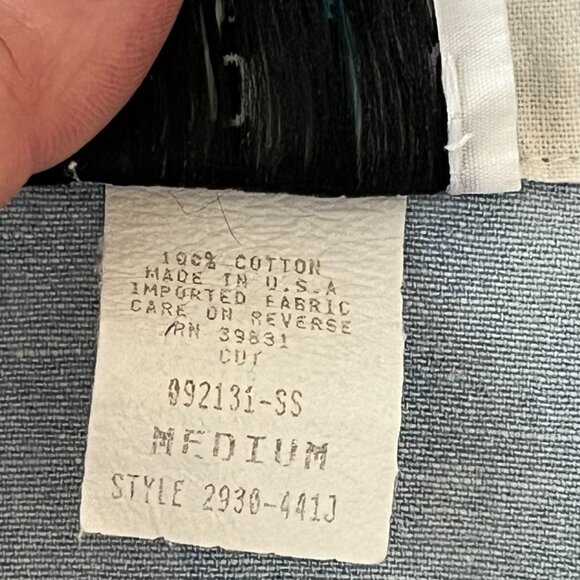 100% COTTON
MADE IN U.S.A
IMPORTED FABRIC
CARE ON REVERSE
RN 39831
CUT
092131-SS
MEDIUM
STYLE 2930-441J